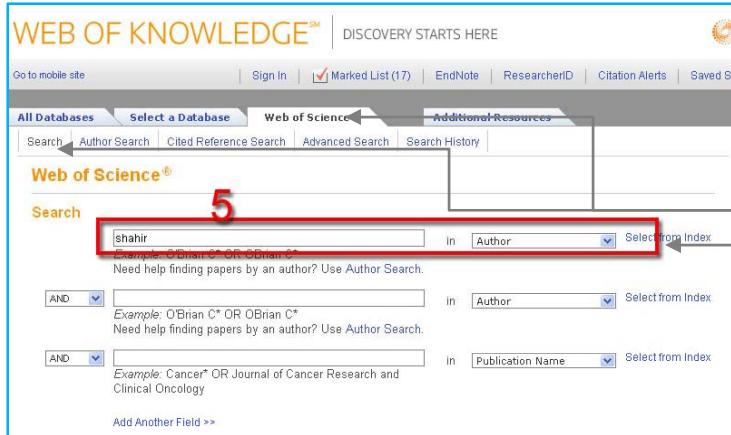 WEB OF KNOWLEDGE℠ DISCOVERY STARTS HERE
Go to mobile site Sign In Marked List (17) EndNote ResearcherID Citation Alerts Saved S
All Databases Select a Database Web of Science Additional Resources
Search Author Search Cited Reference Search Advanced Search Search History
Web of Science®
Search
5
shahir in Author Select from Index
Example: O'Brian C* OR OBrian C*
Need help finding papers by an author? Use Author Search.
AND in Author Select from Index
Example: O'Brian C* OR OBrian C*
Need help finding papers by an author? Use Author Search.
AND in Publication Name Select from Index
Example: Cancer* OR Journal of Cancer Research and
Clinical Oncology
Add Another Field >>